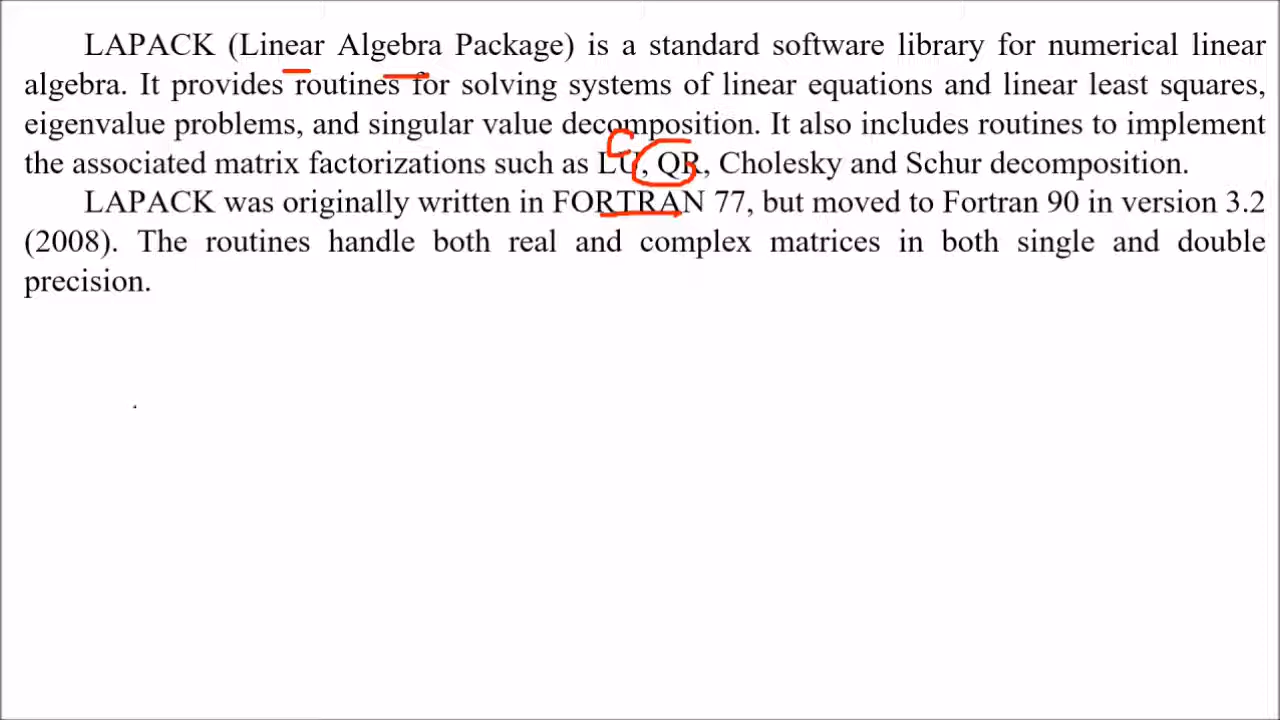 LAPACK (Linear Algebra Package) is a standard software library for numerical linear
algebra. It provides routines for solving systems of linear equations and linear least squares,
eigenvalue problems, and singular value decomposition. It also includes routines to implement
the associated matrix factorizations such as LU, QR, Cholesky and Schur decomposition.
LAPACK was originally written in FORTRAN 77, but moved to Fortran 90 in version 3.2
(2008). The routines handle both real and complex matrices in both single and double
precision.